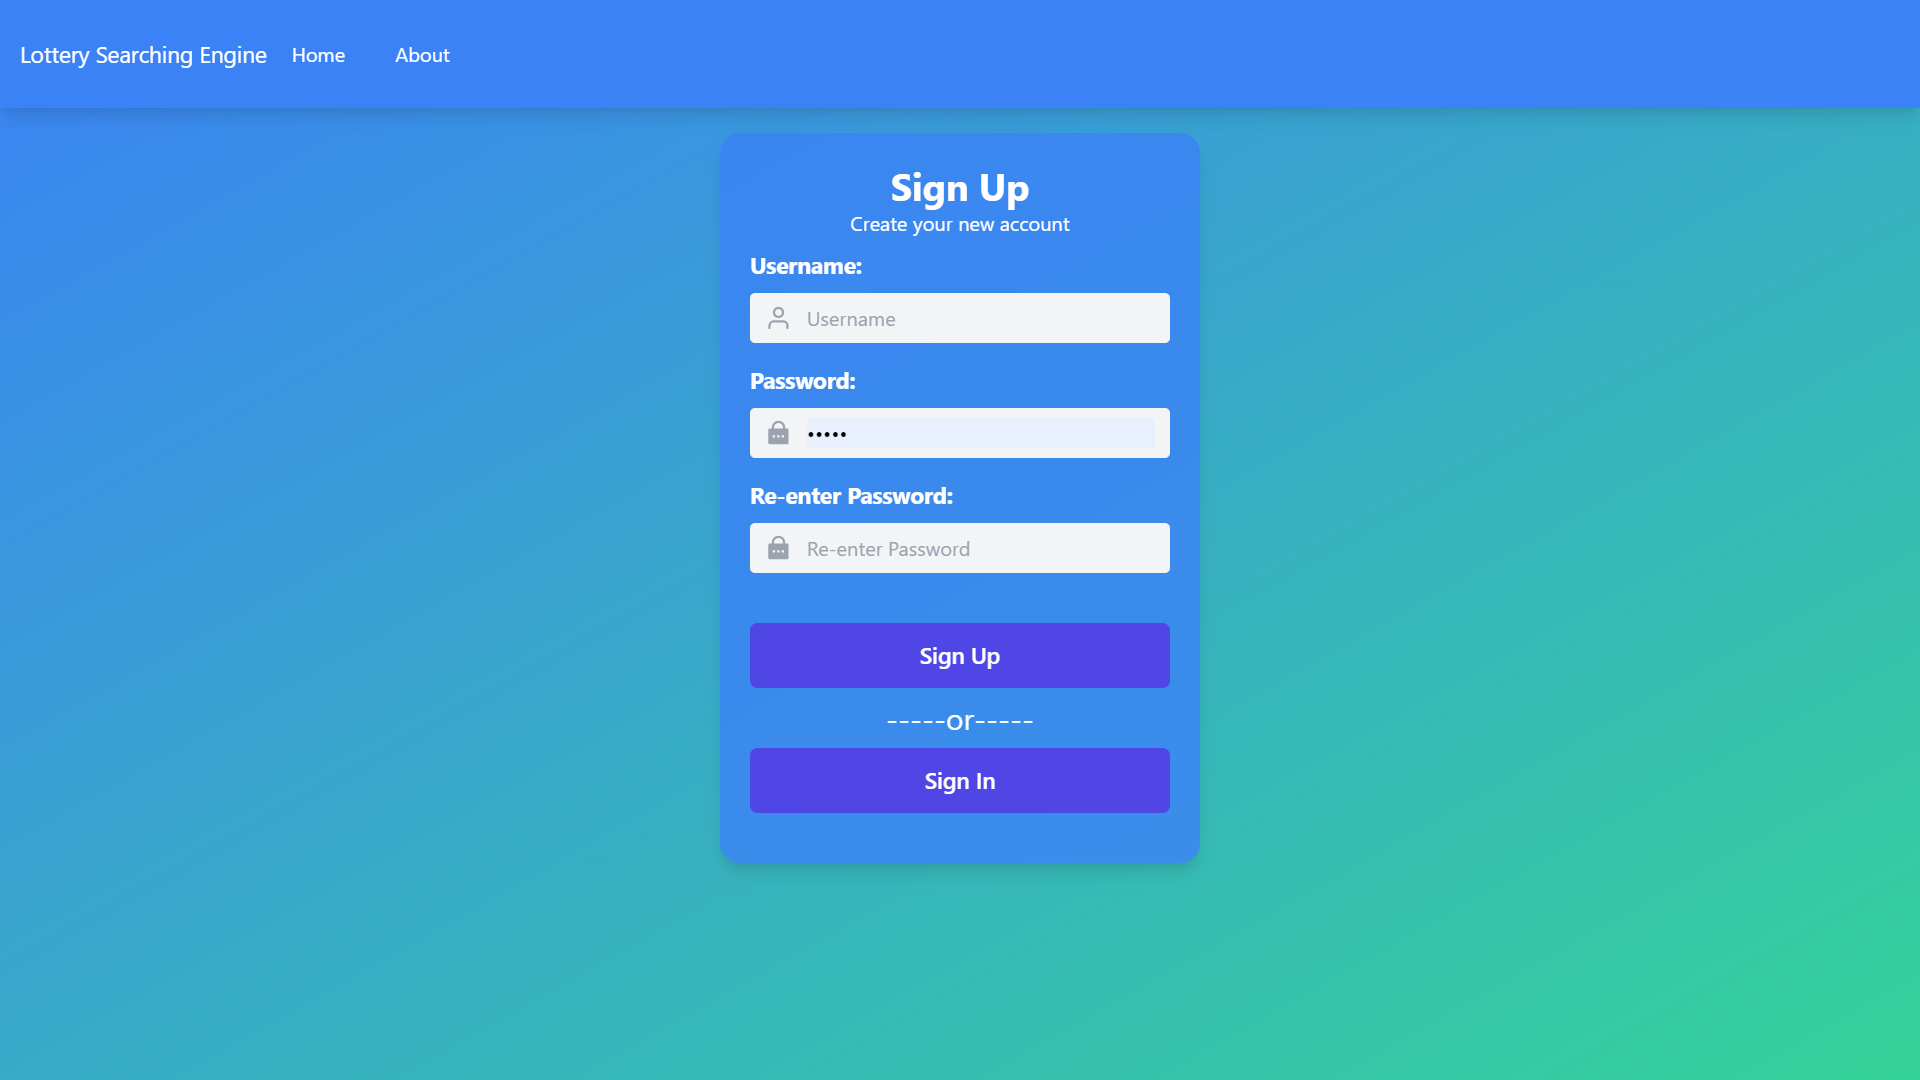 Lottery Searching Engine Home About
Sign Up
Create your new account
Username:
Username
Password:
•••••
Re-enter Password:
Re-enter Password
Sign Up
-----or-----
Sign In